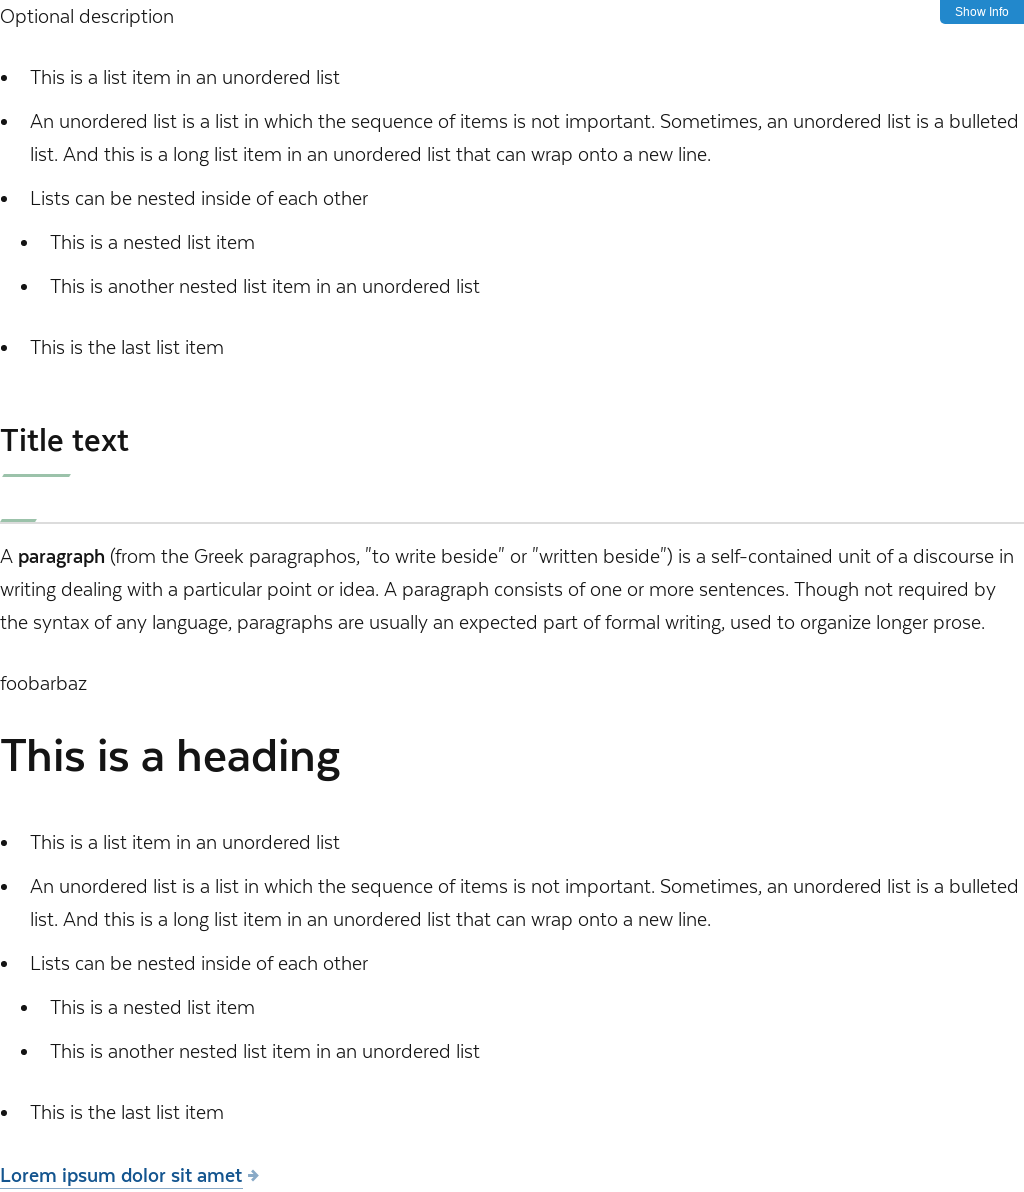 Optional description
Show Info
This is a list item in an unordered list
An unordered list is a list in which the sequence of items is not important. Sometimes, an unordered list is a bulleted
list. And this is a long list item in an unordered list that can wrap onto a new line.
Lists can be nested inside of each other
This is a nested list item
This is another nested list item in an unordered list
This is the last list item
Title text
A paragraph (from the Greek paragraphos, "to write beside" or "written beside") is a self-contained unit of a discourse in
writing dealing with a particular point or idea. A paragraph consists of one or more sentences. Though not required by
the syntax of any language, paragraphs are usually an expected part of formal writing, used to organize longer prose.
foobarbaz
This is a heading
This is a list item in an unordered list
An unordered list is a list in which the sequence of items is not important. Sometimes, an unordered list is a bulleted
list. And this is a long list item in an unordered list that can wrap onto a new line.
Lists can be nested inside of each other
This is a nested list item
This is another nested list item in an unordered list
This is the last list item
Lorem ipsum dolor sit amet